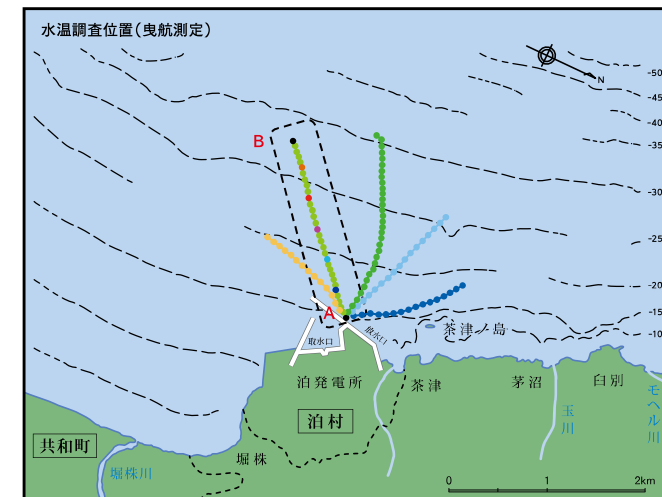 水温調査位置（曳航測定）
N
-50
-45
-40
-35
-30
-25
-20
-15
-10
B
A
取水口
放水口
茶津ノ島
泊発電所
茶津
茅沼
臼別
モヘル川
玉川
泊村
共和町
堀株
堀株川
0
1
2km